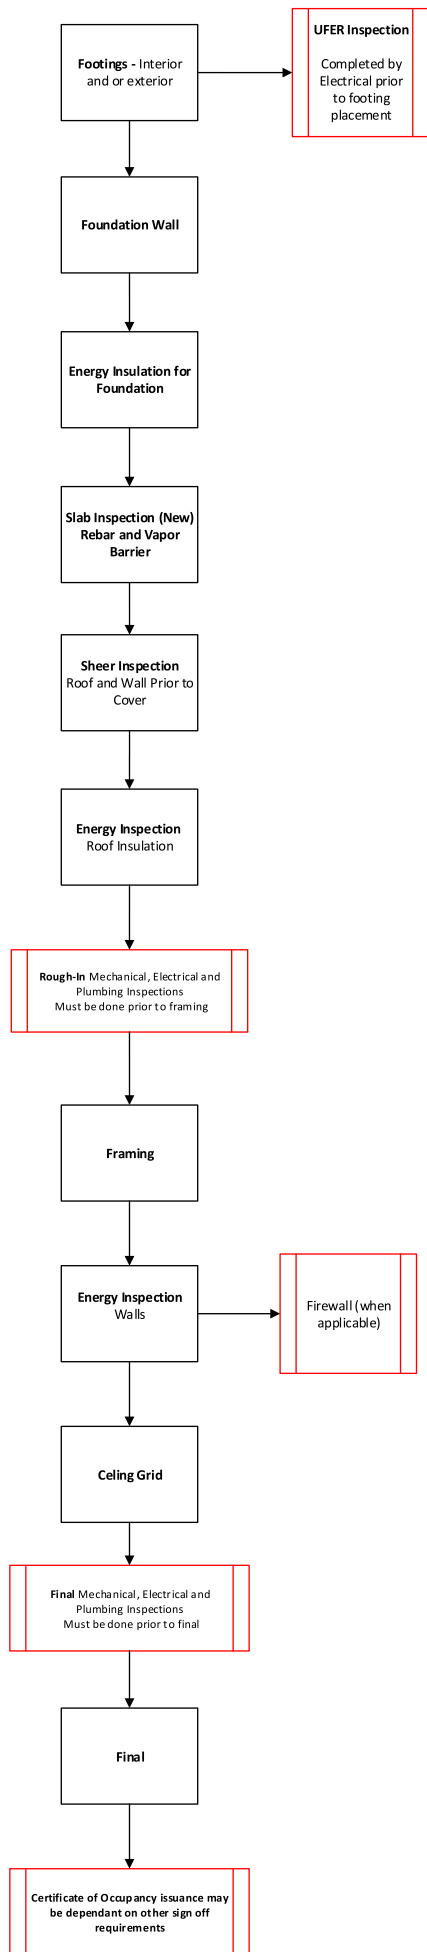 Footings - Interior
and or exterior
UFER Inspection
Completed by
Electrical prior
to footing
placement
Foundation Wall
Energy Insulation for
Foundation
Slab Inspection (New)
Rebar and Vapor
Barrier
Sheer Inspection
Roof and Wall Prior to
Cover
Energy Inspection
Roof Insulation
Rough-In Mechanical, Electrical and
Plumbing Inspections
Must be done prior to framing
Framing
Energy Inspection
Walls
Firewall (when
applicable)
Celing Grid
Final Mechanical, Electrical and
Plumbing Inspections
Must be done prior to final
Final
Certificate of Occupancy issuance may
be dependant on other sign off
requirements